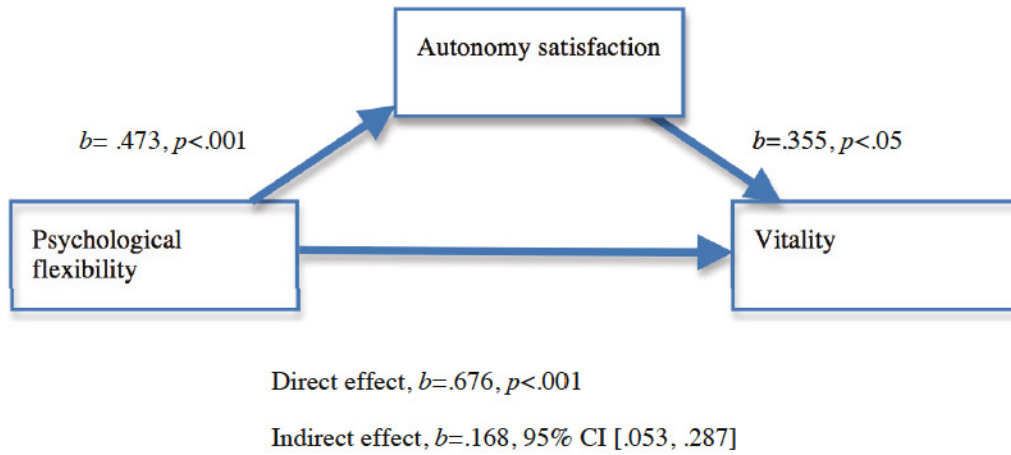 Autonomy satisfaction
b= .473, p<.001
b=.355, p<.05
Psychological
flexibility
Vitality
Direct effect, b=.676, p<.001
Indirect effect, b=.168, 95% CI [.053, .287]